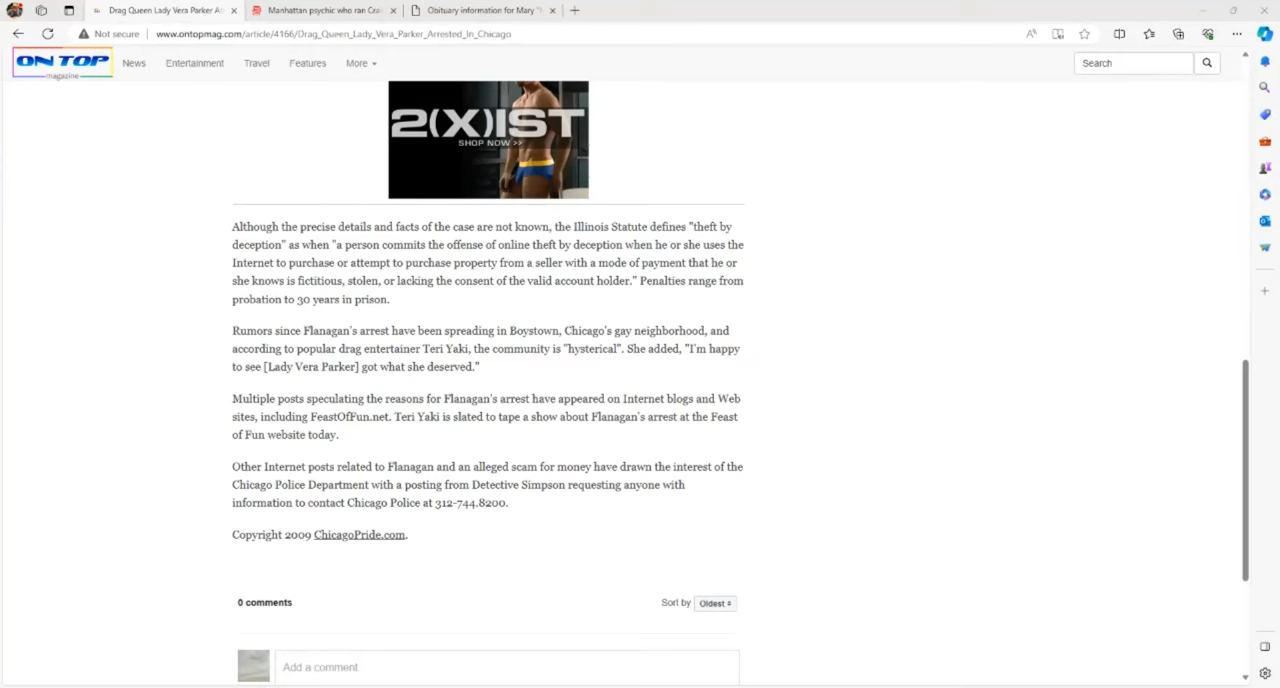 Drag Queen Lady Vera Parker Ar
Manhattan psychic who ran Crai
Obituary information for Mary "
Not secure
www.ontopmag.com/article/4166/Drag_Queen_Lady_Vera_Parker_Arrested_In_Chicago
ON TOP
magazine
News
Entertainment
Travel
Features
More
Search
2(X)IST
SHOP NOW >>
Although the precise details and facts of the case are not known, the Illinois Statute defines "theft by
deception" as when "a person commits the offense of online theft by deception when he or she uses the
Internet to purchase or attempt to purchase property from a seller with a mode of payment that he or
she knows is fictitious, stolen, or lacking the consent of the valid account holder." Penalties range from
probation to 30 years in prison.
Rumors since Flanagan's arrest have been spreading in Boystown, Chicago's gay neighborhood, and
according to popular drag entertainer Teri Yaki, the community is "hysterical". She added, "I'm happy
to see [Lady Vera Parker] got what she deserved."
Multiple posts speculating the reasons for Flanagan's arrest have appeared on Internet blogs and Web
sites, including FeastOfFun.net. Teri Yaki is slated to tape a show about Flanagan's arrest at the Feast
of Fun website today.
Other Internet posts related to Flanagan and an alleged scam for money have drawn the interest of the
Chicago Police Department with a posting from Detective Simpson requesting anyone with
information to contact Chicago Police at 312-744.8200.
Copyright 2009 ChicagoPride.com.
0 comments
Sort by
Oldest
Add a comment